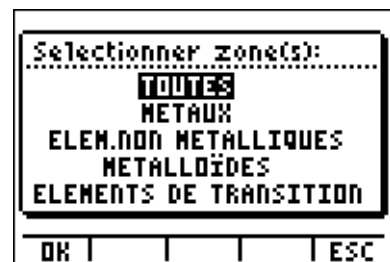 Selectionner zone(s):
TOUTES
METAUX
ELEM.NON METALLIQUES
METALLOÏDES
ELEMENTS DE TRANSITION
OK ESC